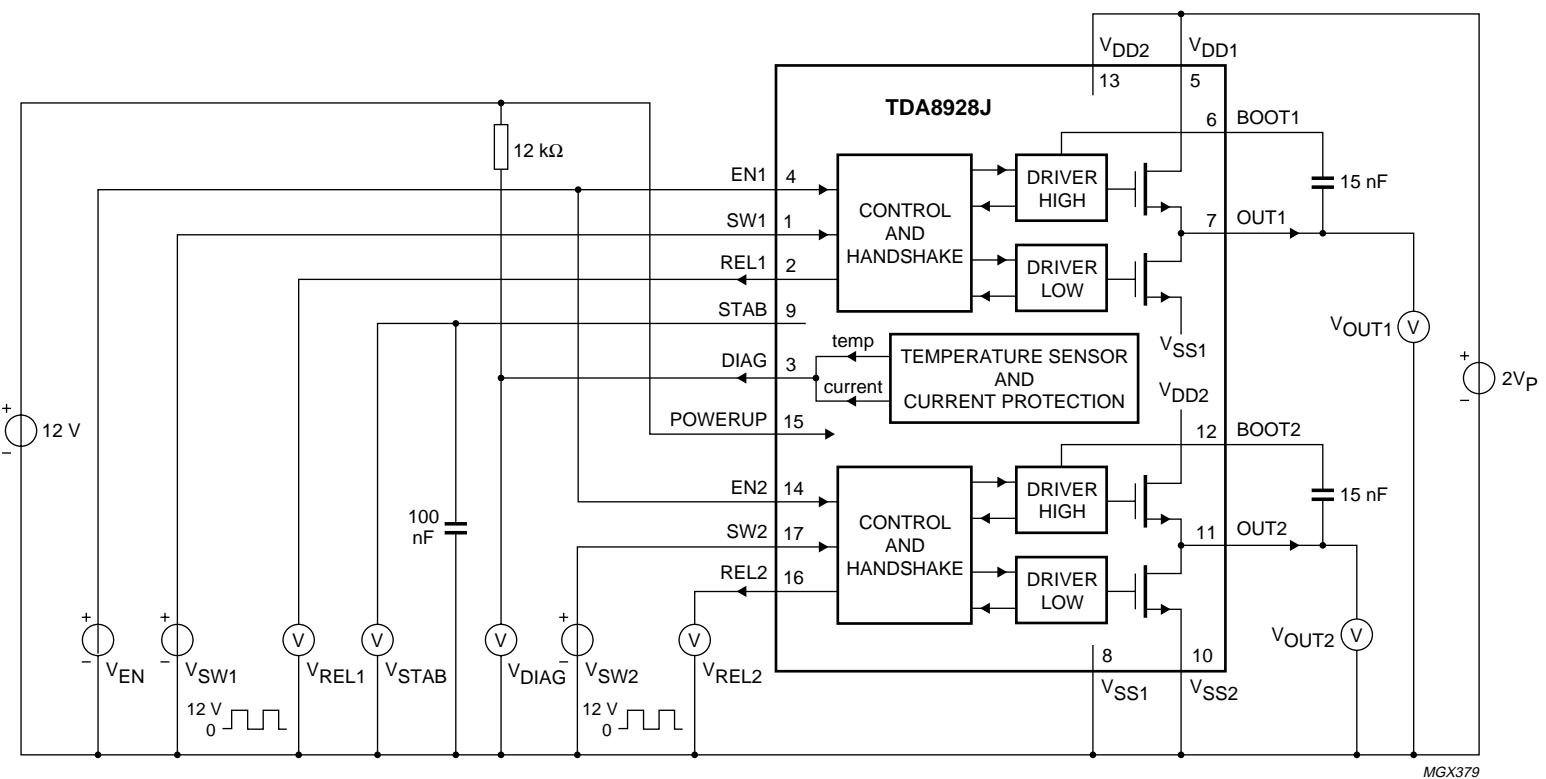 VDD2
VDD1
13
5
TDA8928J
6
BOOT1
12 kΩ
15 nF
EN1
4
DRIVER
HIGH
CONTROL
AND
HANDSHAKE
SW1
1
7
OUT1
REL1
2
DRIVER
LOW
STAB
9
VOUT1
V
VSS1
temp
DIAG
3
TEMPERATURE SENSOR
AND
CURRENT PROTECTION
current
+
2VP
−
VDD2
+
12 V
−
POWERUP
15
12
BOOT2
EN2
14
DRIVER
HIGH
15 nF
100
nF
SW2
17
CONTROL
AND
HANDSHAKE
11
OUT2
REL2
16
DRIVER
LOW
+
−
VEN
+
−
VSW1
V
VREL1
V
VSTAB
V
VDIAG
+
−
VSW2
V
VREL2
VOUT2
V
8
10
VSS1
VSS2
12 V
0
12 V
0
MGX379